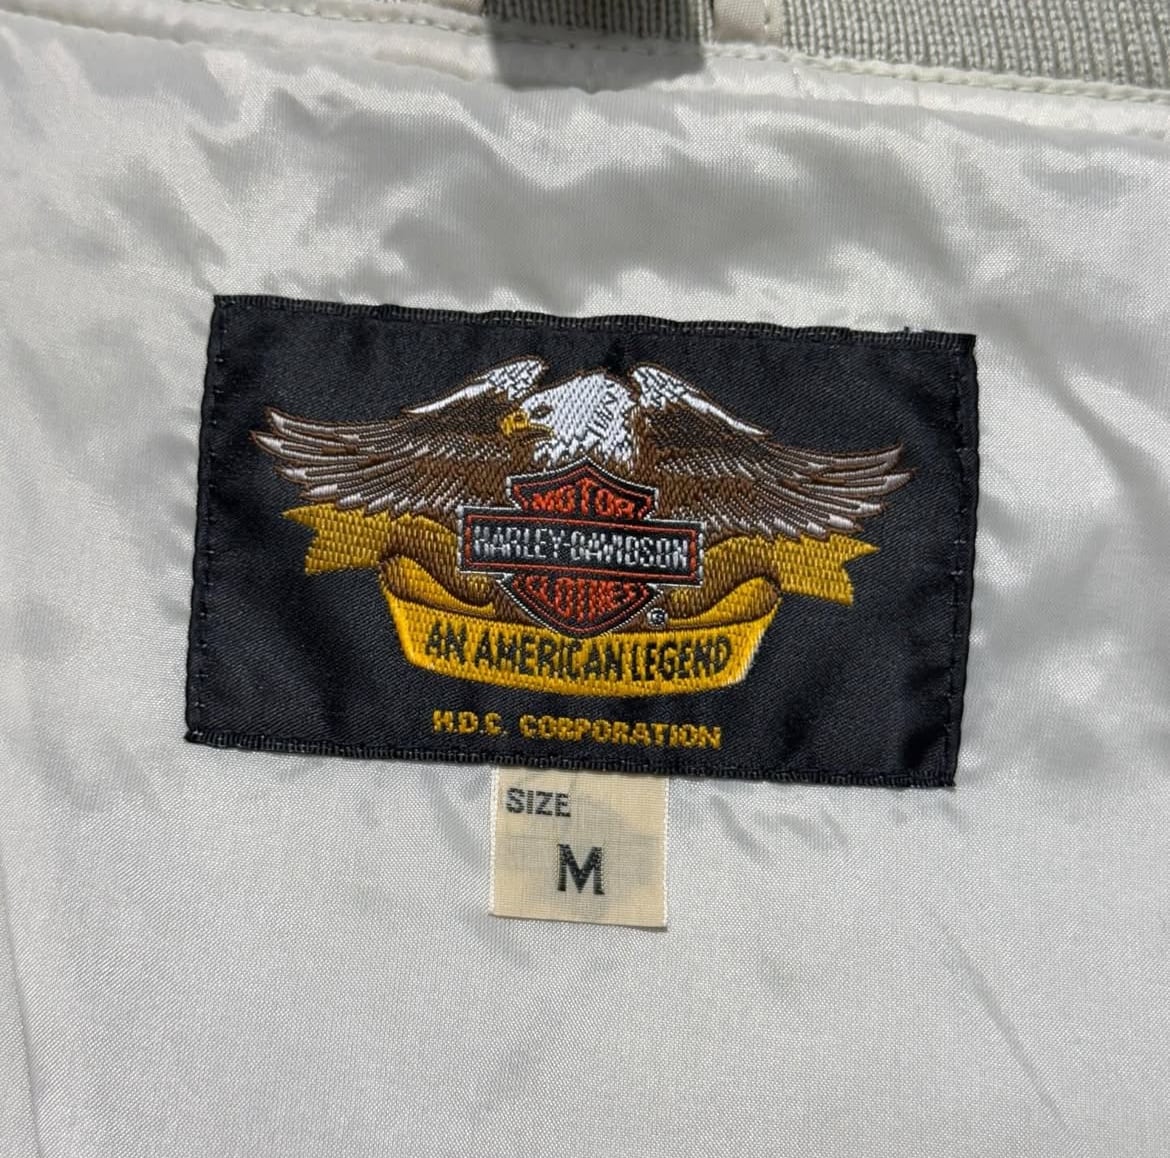 MOTOR
HARLEY-DAVIDSON
CLOTHES
®
AN AMERICAN LEGEND
H.D.C. CORPORATION
SIZE
M